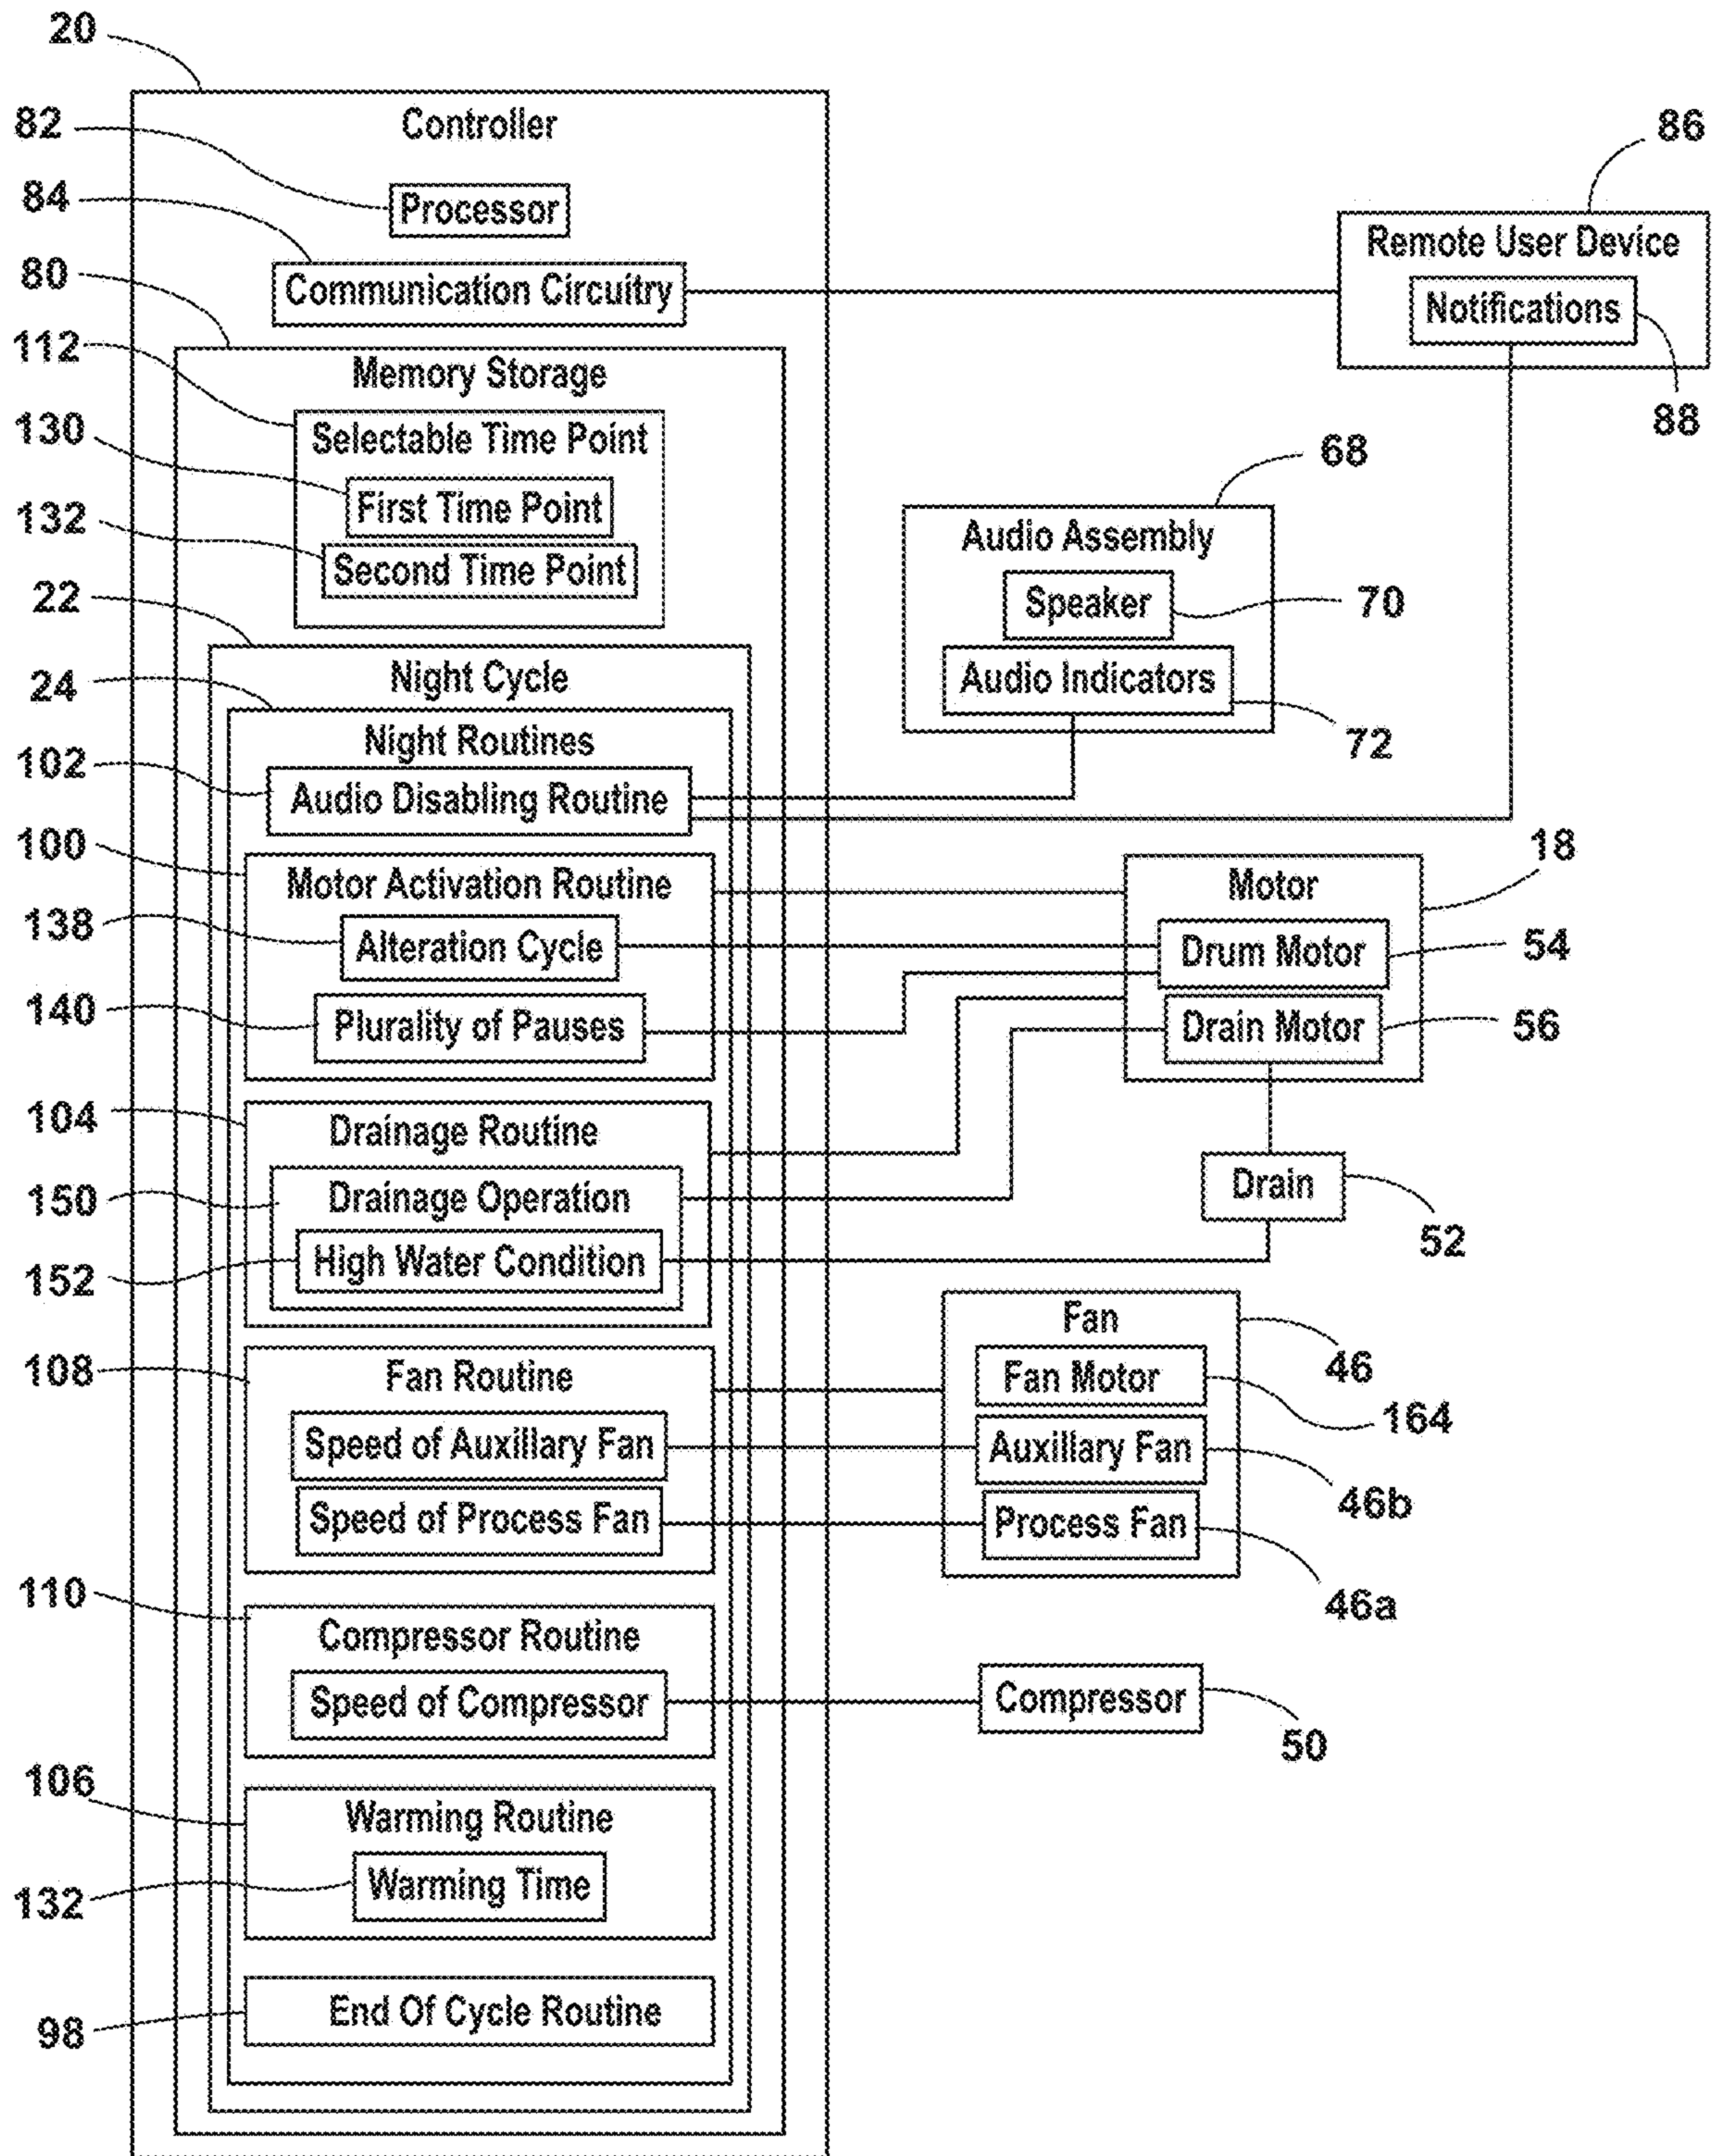 20
82
Controller
86
84
Processor
Remote User Device
80
Communication Circuitry
Notifications
112
Memory Storage
88
130
Selectable Time Point
68
First Time Point
132
Audio Assembly
Second Time Point
22
Speaker
70
24
Night Cycle
Audio Indicators
72
Night Routines
102
Audio Disabling Routine
100
18
Motor Activation Routine
Motor
138
Alteration Cycle
Drum Motor
54
140
Plurality of Pauses
Drain Motor
56
104
Drainage Routine
150
Drainage Operation
Drain
52
152
High Water Condition
Fan
46
108
Fan Routine
Fan Motor
164
Speed of Auxillary Fan
Auxillary Fan
46b
Speed of Process Fan
Process Fan
46a
110
Compressor Routine
Speed of Compressor
Compressor
50
106
Warming Routine
132
Warming Time
98
End Of Cycle Routine